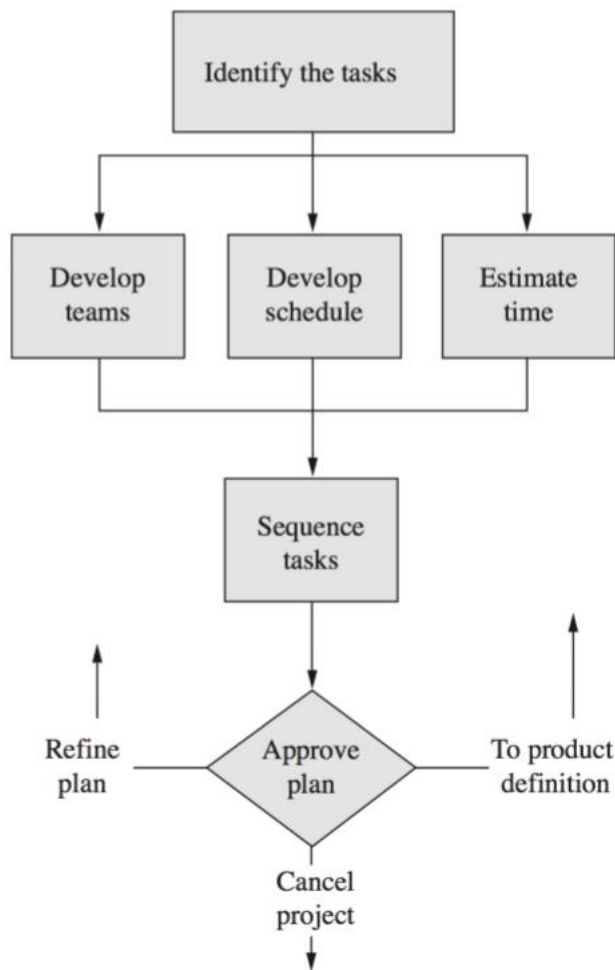 Identify the tasks
Develop
teams
Develop
schedule
Estimate
time
Sequence
tasks
Refine
plan
Approve
plan
To product
definition
Cancel
project